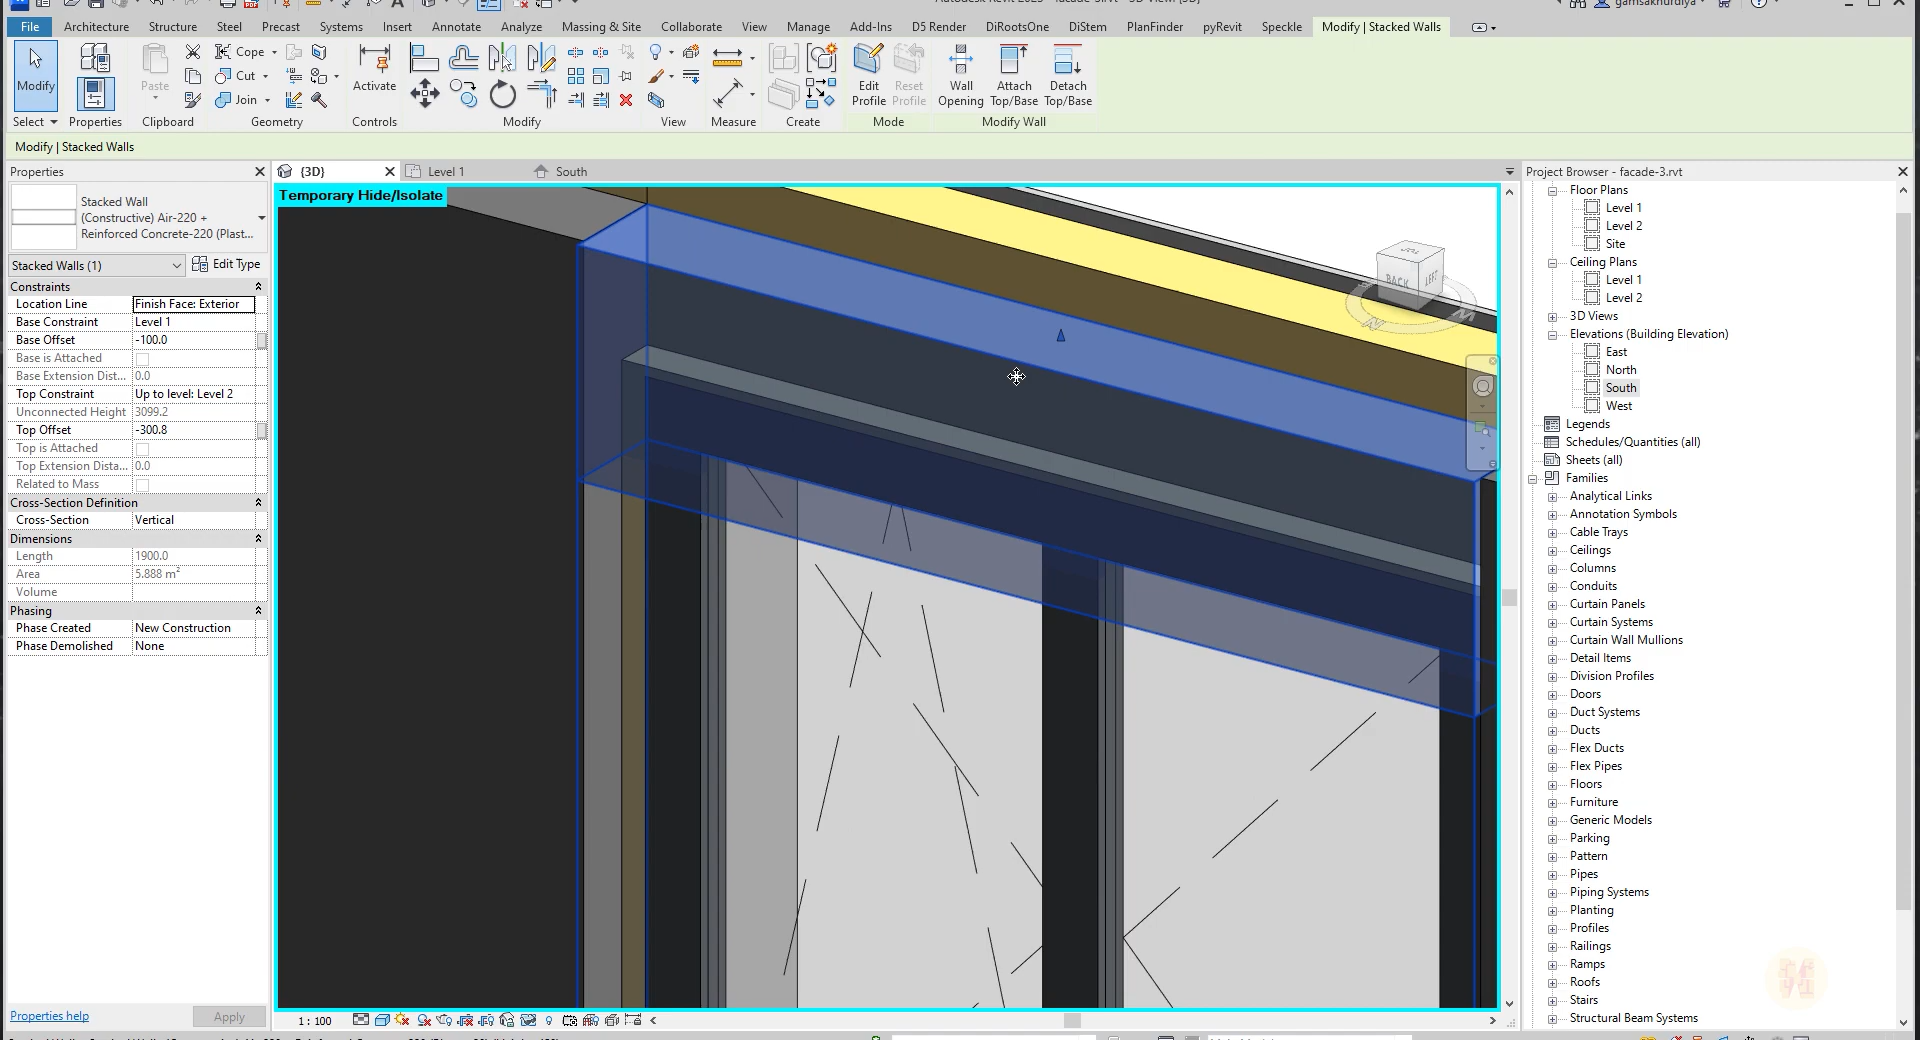 File Architecture Structure Steel Precast Systems Insert Annotate Analyze Massing & Site Collaborate View Manage Add-Ins D5 Render DiRootsOne DiStem PlanFinder pyRevit Speckle Modify | Stacked Walls
gamsakhurdiya
Modify
Select
Properties
Paste
Clipboard
Cope
Cut
Join
Geometry
Activate
Controls
Modify
View
Measure
Create
Edit Profile
Reset Profile
Mode
Wall Opening
Attach Top/Base
Detach Top/Base
Modify Wall
Modify | Stacked Walls
Properties
Stacked Wall
(Constructive) Air-220 +
Reinforced Concrete-220 (Plast...
Stacked Walls (1)
Edit Type
Constraints
Location Line Finish Face: Exterior
Base Constraint Level 1
Base Offset -100.0
Base is Attached
Base Extension Dist... 0.0
Top Constraint Up to level: Level 2
Unconnected Height 3099.2
Top Offset -300.8
Top is Attached
Top Extension Dista... 0.0
Related to Mass
Cross-Section Definition
Cross-Section Vertical
Dimensions
Length 1900.0
Area 5.888 m²
Volume
Phasing
Phase Created New Construction
Phase Demolished None
Properties help
Apply
{3D}
Level 1
South
Temporary Hide/Isolate
TOP
BACK
LEFT
N
1 : 100
Project Browser - facade-3.rvt
Floor Plans
Level 1
Level 2
Site
Ceiling Plans
Level 1
Level 2
3D Views
Elevations (Building Elevation)
East
North
South
West
Legends
Schedules/Quantities (all)
Sheets (all)
Families
Analytical Links
Annotation Symbols
Cable Trays
Ceilings
Columns
Conduits
Curtain Panels
Curtain Systems
Curtain Wall Mullions
Detail Items
Division Profiles
Doors
Duct Systems
Ducts
Flex Ducts
Flex Pipes
Floors
Furniture
Generic Models
Parking
Pattern
Pipes
Piping Systems
Planting
Profiles
Railings
Ramps
Roofs
Stairs
Structural Beam Systems